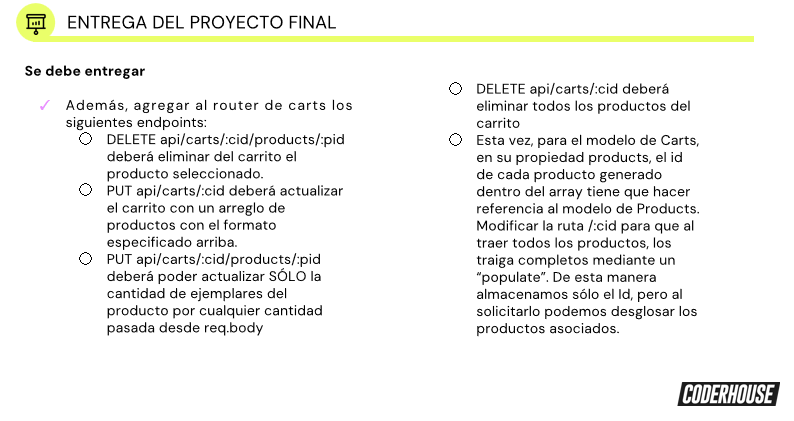 ENTREGA DEL PROYECTO FINAL
Se debe entregar
Además, agregar al router de carts los
siguientes endpoints:
DELETE api/carts/:cid/products/:pid
deberá eliminar del carrito el
producto seleccionado.
PUT api/carts/:cid deberá actualizar
el carrito con un arreglo de
productos con el formato
especificado arriba.
PUT api/carts/:cid/products/:pid
deberá poder actualizar SÓLO la
cantidad de ejemplares del
producto por cualquier cantidad
pasada desde req.body
DELETE api/carts/:cid deberá
eliminar todos los productos del
carrito
Esta vez, para el modelo de Carts,
en su propiedad products, el id
de cada producto generado
dentro del array tiene que hacer
referencia al modelo de Products.
Modificar la ruta /:cid para que al
traer todos los productos, los
traiga completos mediante un
“populate”. De esta manera
almacenamos sólo el Id, pero al
solicitarlo podemos desglosar los
productos asociados.
CODERHOUSE